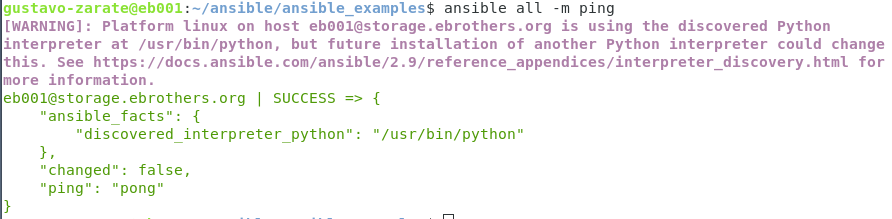 gustavo-zarate@eb001:~/ansible/ansible_examples$ ansible all -m ping
[WARNING]: Platform linux on host eb001@storage.ebrothers.org is using the discovered Python
interpreter at /usr/bin/python, but future installation of another Python interpreter could change
this. See https://docs.ansible.com/ansible/2.9/reference_appendices/interpreter_discovery.html for
more information.
eb001@storage.ebrothers.org | SUCCESS => {
    "ansible_facts": {
        "discovered_interpreter_python": "/usr/bin/python"
    },
    "changed": false,
    "ping": "pong"
}